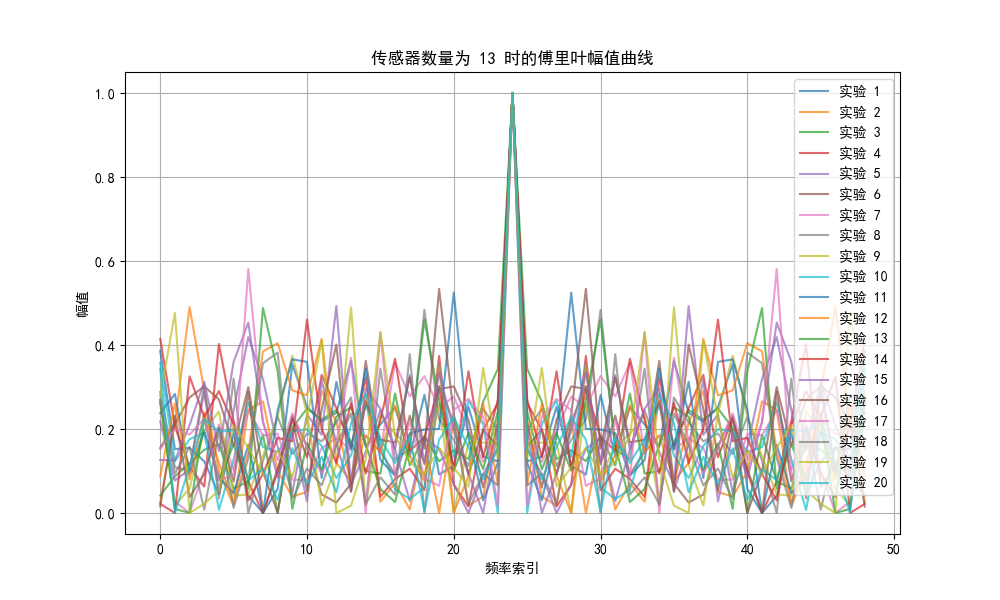 传感器数量为 13 时的傅里叶幅值曲线
幅值
1.0
0.8
0.6
0.4
0.2
0.0
0
10
20
30
40
50
频率索引
实验 1
实验 2
实验 3
实验 4
实验 5
实验 6
实验 7
实验 8
实验 9
实验 10
实验 11
实验 12
实验 13
实验 14
实验 15
实验 16
实验 17
实验 18
实验 19
实验 20